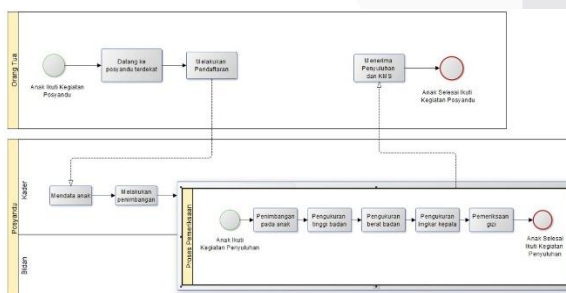 Orang Tua
Anak Ikuti Kegiatan
Posyandu
Datang ke
posyandu terdekat
Melakukan
Pendaftaran
Menerima
Penyuluhan
dan KMS
Anak Selesai Ikuti
Kegiatan Posyandu
Posyandu
Kader
Mendata anak
Melakukan
penimbangan
Bidan
Proses Pemeriksaan
Anak Ikuti
Kegiatan Penyuluhan
Penimbangan
pada anak
Pengukuran
tinggi badan
Pengukuran
berat badan
Pengukuran
lingkar kepala
Pemeriksaan
gizi
Anak Selesai
Ikuti Kegiatan
Penyuluhan